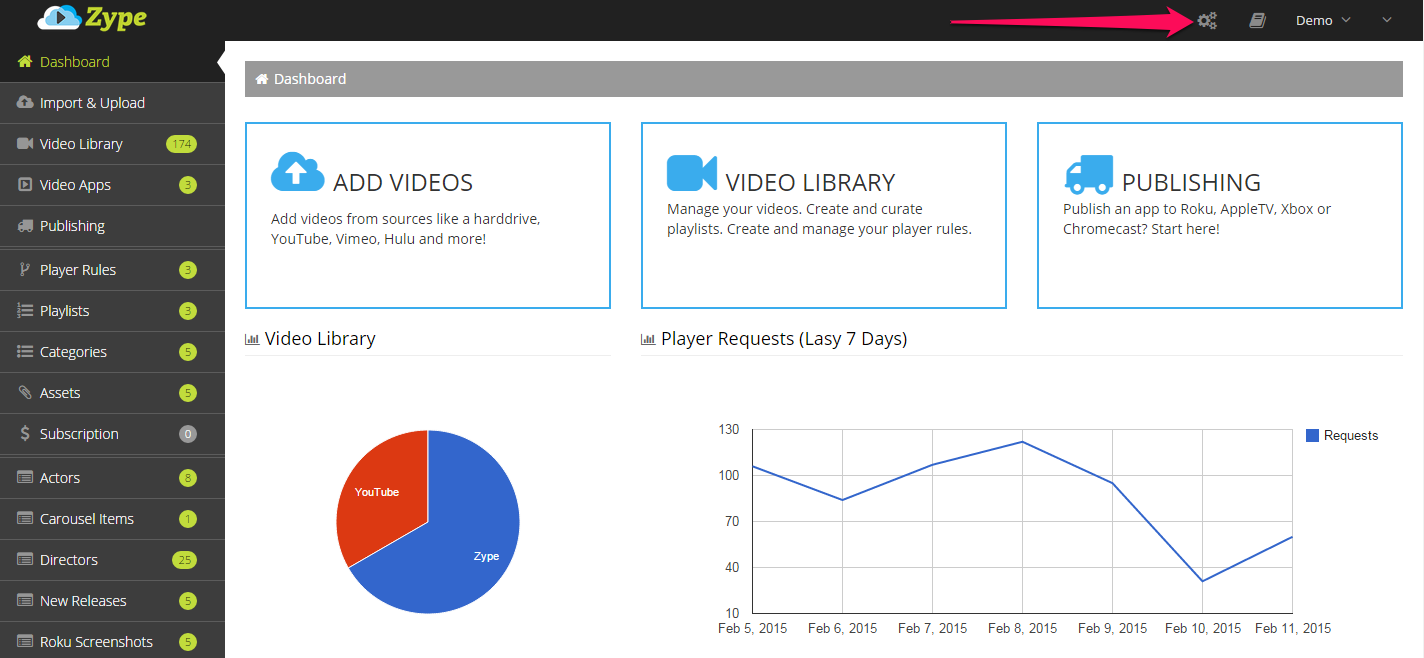 Zype
Demo
Dashboard
Import & Upload
Video Library 174
Video Apps 3
Publishing
Player Rules 3
Playlists 3
Categories 5
Assets 5
Subscription 0
Actors 8
Carousel Items 1
Directors 25
New Releases 5
Roku Screenshots 5
Dashboard
ADD VIDEOS
Add videos from sources like a harddrive,
YouTube, Vimeo, Hulu and more!
VIDEO LIBRARY
Manage your videos. Create and curate
playlists. Create and manage your player rules.
PUBLISHING
Publish an app to Roku, AppleTV, Xbox or
Chromecast? Start here!
Video Library
YouTube
Zype
Player Requests (Lasy 7 Days)
130
100
70
40
10
Feb 5, 2015 Feb 6, 2015 Feb 7, 2015 Feb 8, 2015 Feb 9, 2015 Feb 10, 2015 Feb 11, 2015
Requests